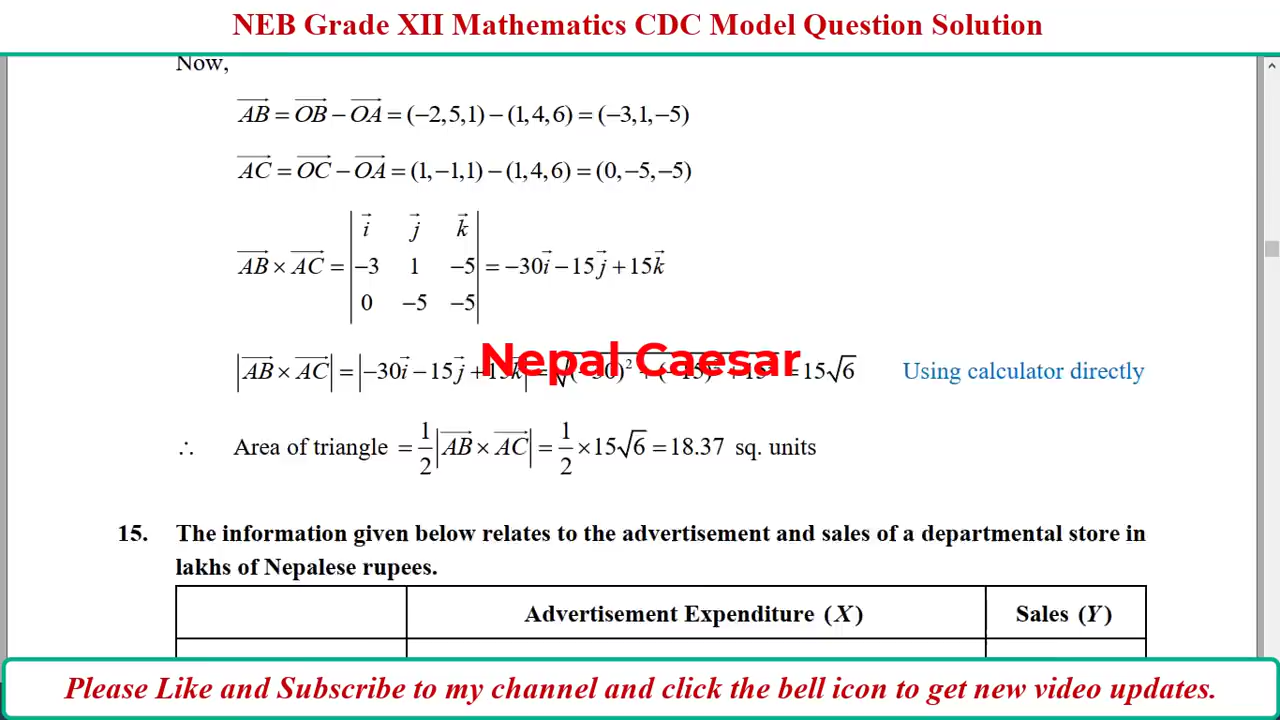 NEB Grade XII Mathematics CDC Model Question Solution
Now,
AB = OB − OA = (−2,5,1) − (1,4,6) = (−3,1,−5)
AC = OC − OA = (1,−1,1) − (1,4,6) = (0,−5,−5)
i j k
AB × AC = −3 1 −5 = −30i − 15j + 15k
0 −5 −5
|AB × AC| = |−30i − 15j + 15k| = √(−30)² + (−15)² + 15² = 15√6 Using calculator directly
Nepal Caesar
∴ Area of triangle = 1/2 |AB × AC| = 1/2 × 15√6 = 18.37 sq. units
15. The information given below relates to the advertisement and sales of a departmental store in
lakhs of Nepalese rupees.
Advertisement Expenditure (X) Sales (Y)
Please Like and Subscribe to my channel and click the bell icon to get new video updates.